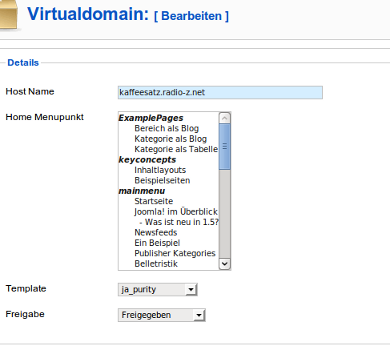 Virtualdomain: [ Bearbeiten ]
Details
Host Name
kaffeesatz.radio-z.net
Home Menupunkt
ExamplePages
Bereich als Blog
Kategorie als Blog
Kategorie als Tabelle
keyconcepts
Inhaltlayouts
Beispielseiten
mainmenu
Startseite
Joomla! im Überblick
- Was ist neu in 1.5?
Newsfeeds
Ein Beispiel
Publisher Kategories
Belletristik
Template
ja_purity
Freigabe
Freigegeben